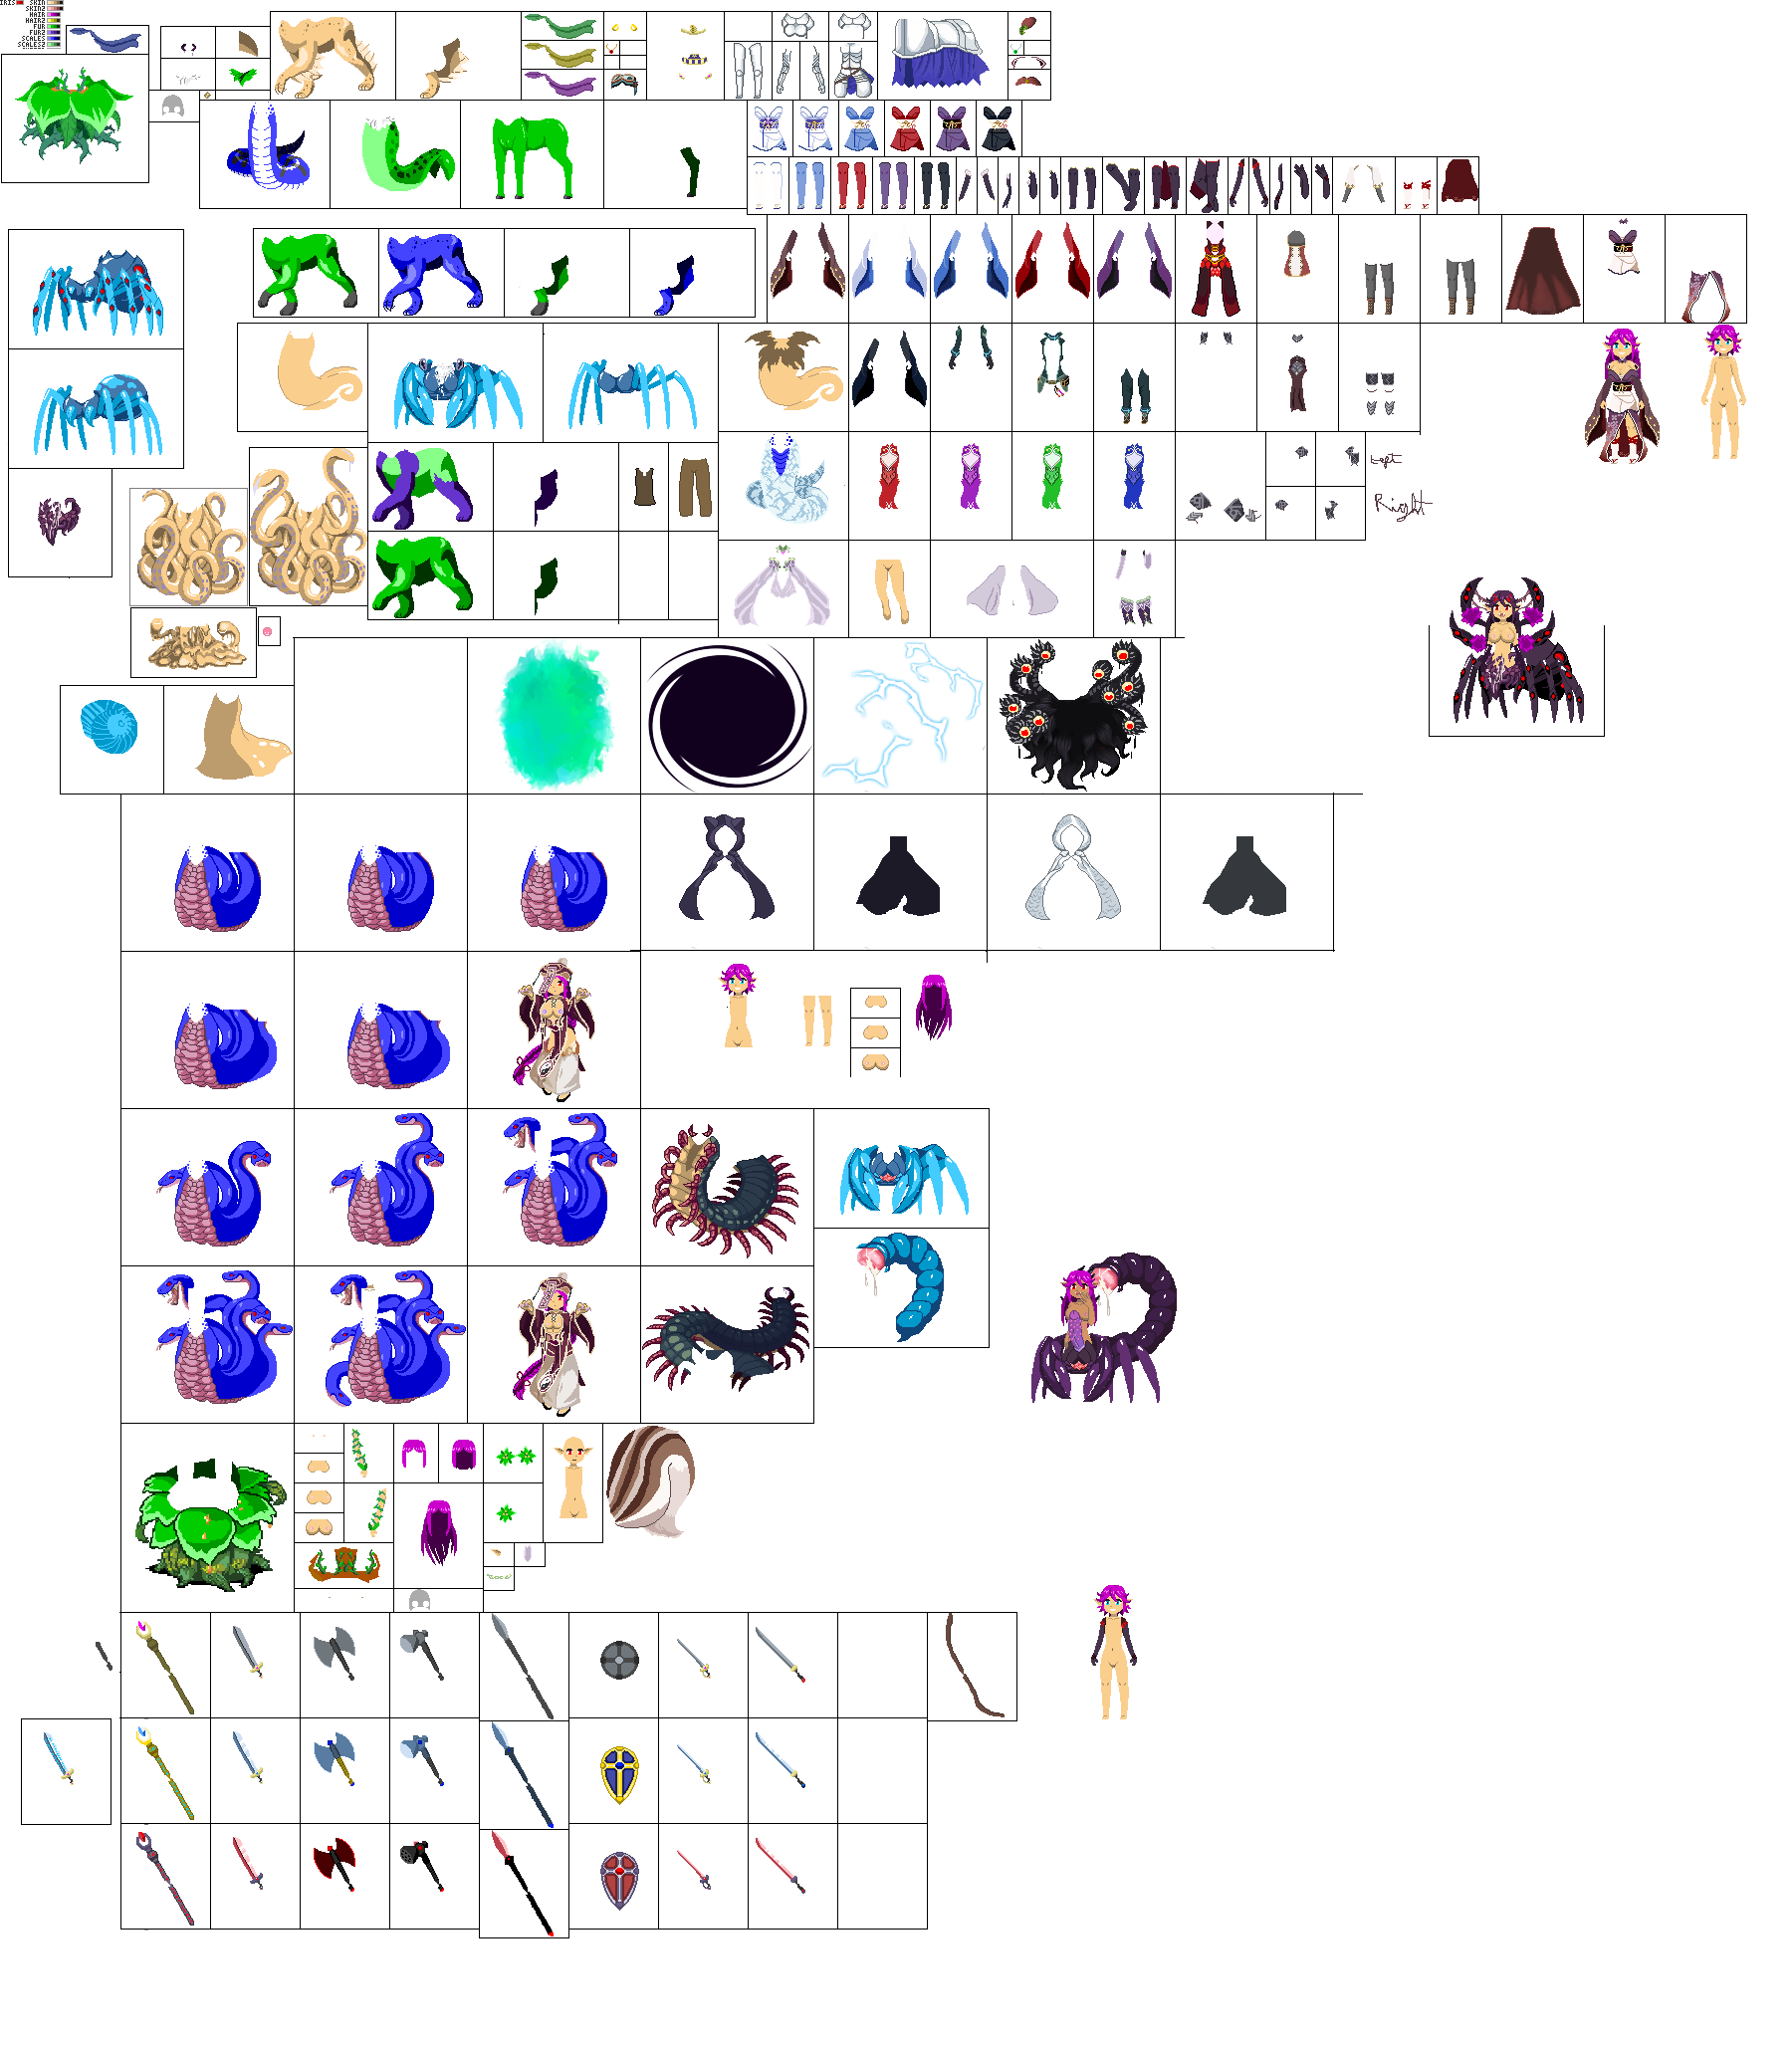 IRIS SKIN
SKIN2
HAIR
HAIR2
FUR
FUR2
SCALES
SCALES2
Left
Right